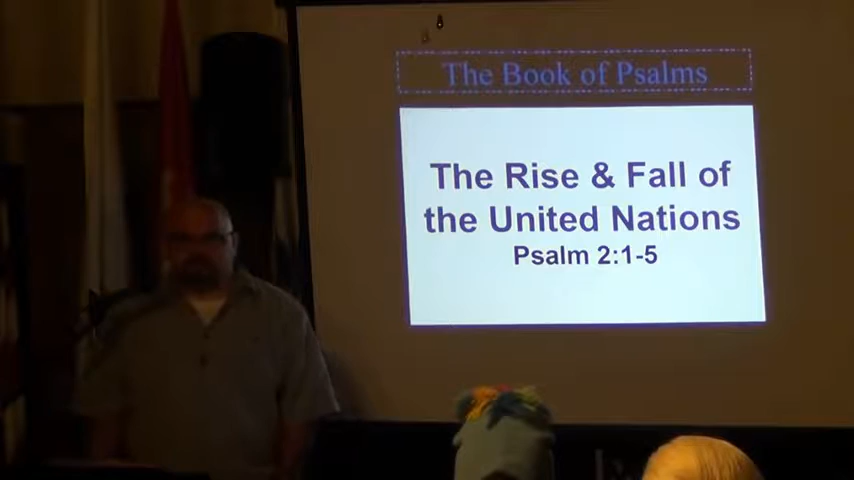 The Book of Psalms
The Rise & Fall of
the United Nations
Psalm 2:1-5